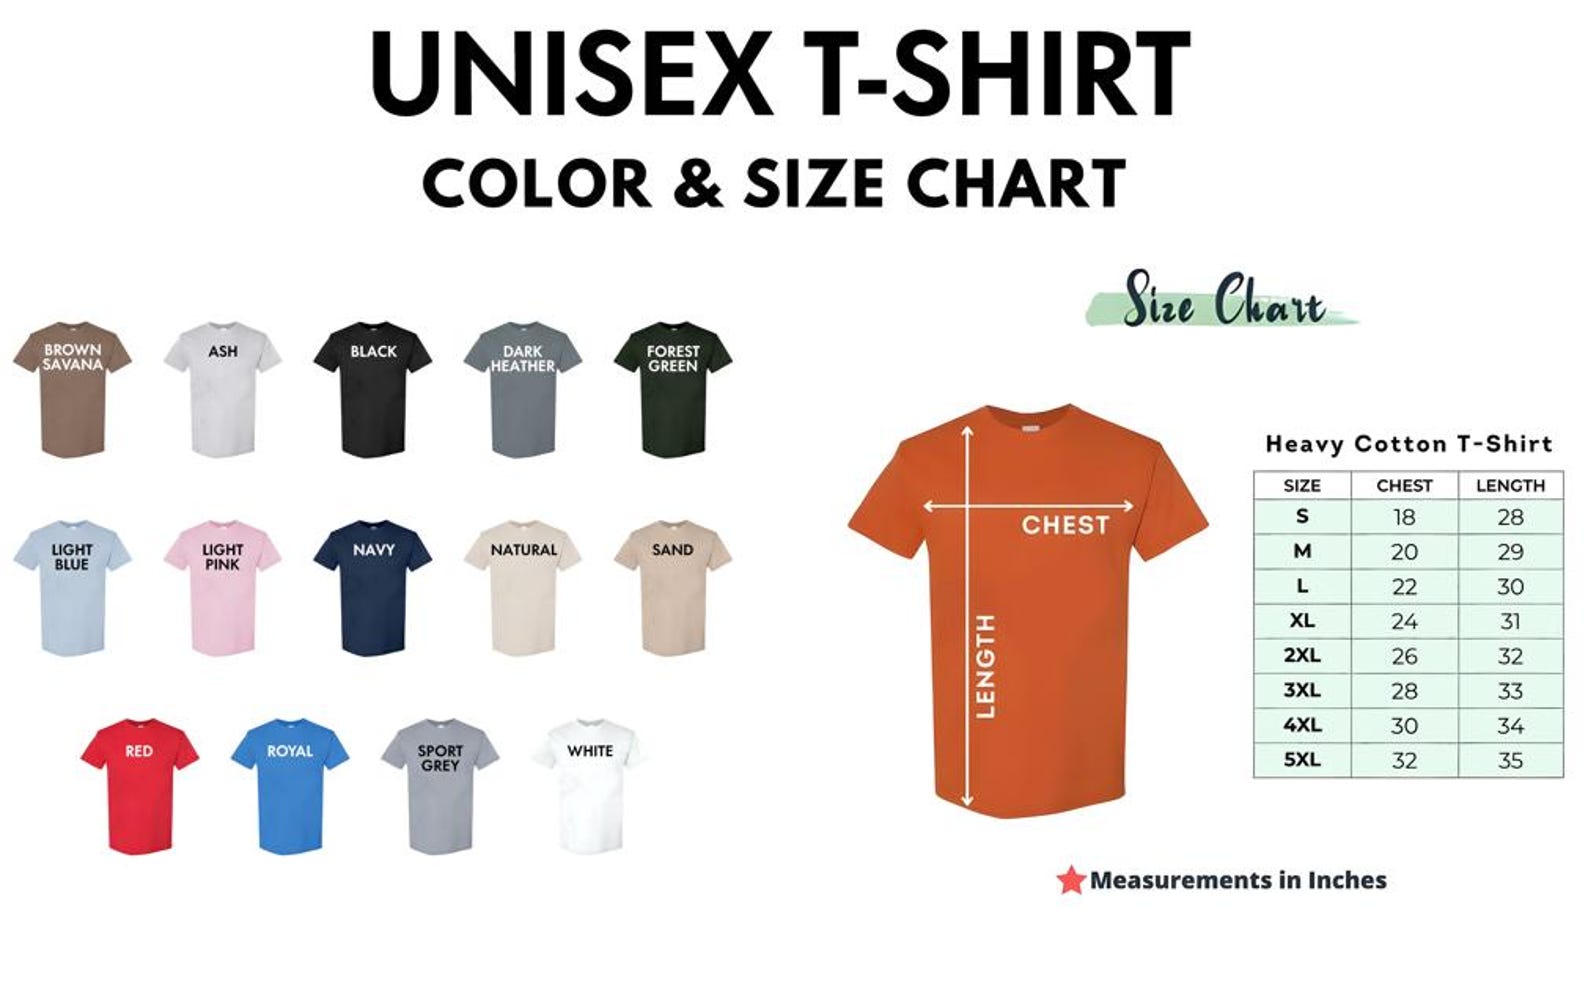 UNISEX T-SHIRT
COLOR & SIZE CHART
BROWN
SAVANA
ASH
BLACK
DARK
HEATHER
FOREST
GREEN
LIGHT
BLUE
LIGHT
PINK
NAVY
NATURAL
SAND
RED
ROYAL
SPORT
GREY
WHITE
Size Chart
CHEST
LENGTH
Heavy Cotton T-Shirt
SIZE CHEST LENGTH
S 18 28
M 20 29
L 22 30
XL 24 31
2XL 26 32
3XL 28 33
4XL 30 34
5XL 32 35
Measurements in Inches